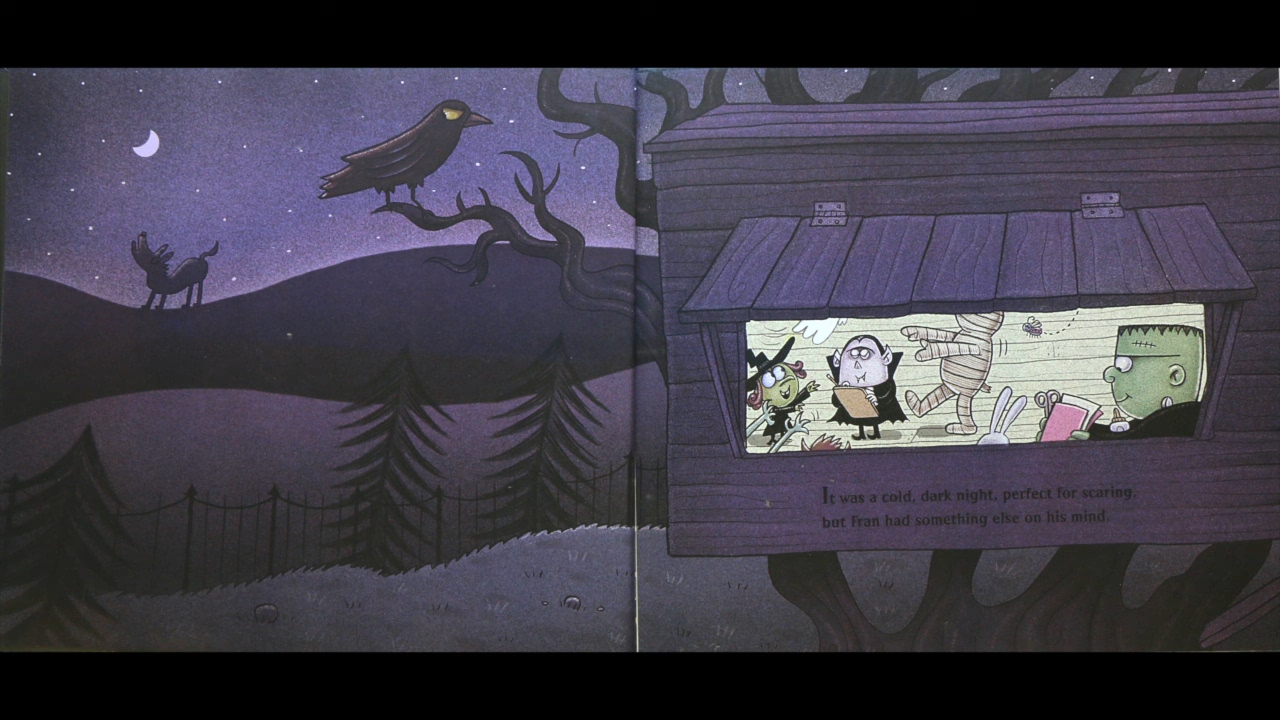 It was a cold, dark night, perfect for scaring,
but Fran had something else on his mind.